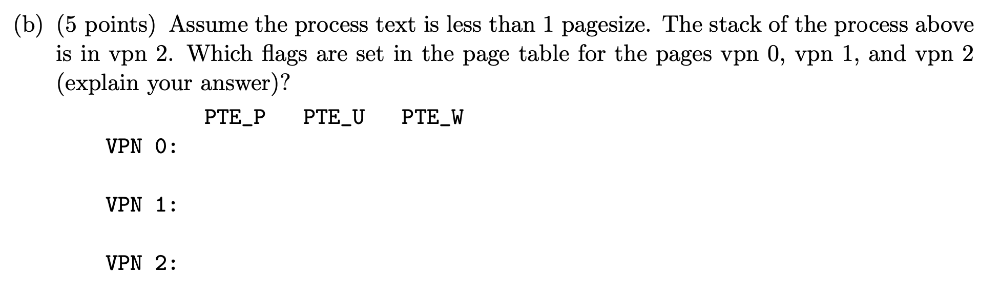 (b) (5 points) Assume the process text is less than 1 pagesize. The stack of the process above
is in vpn 2. Which flags are set in the page table for the pages vpn 0, vpn 1, and vpn 2
(explain your answer)?
PTE_P PTE_U PTE_W
VPN 0:
VPN 1:
VPN 2: